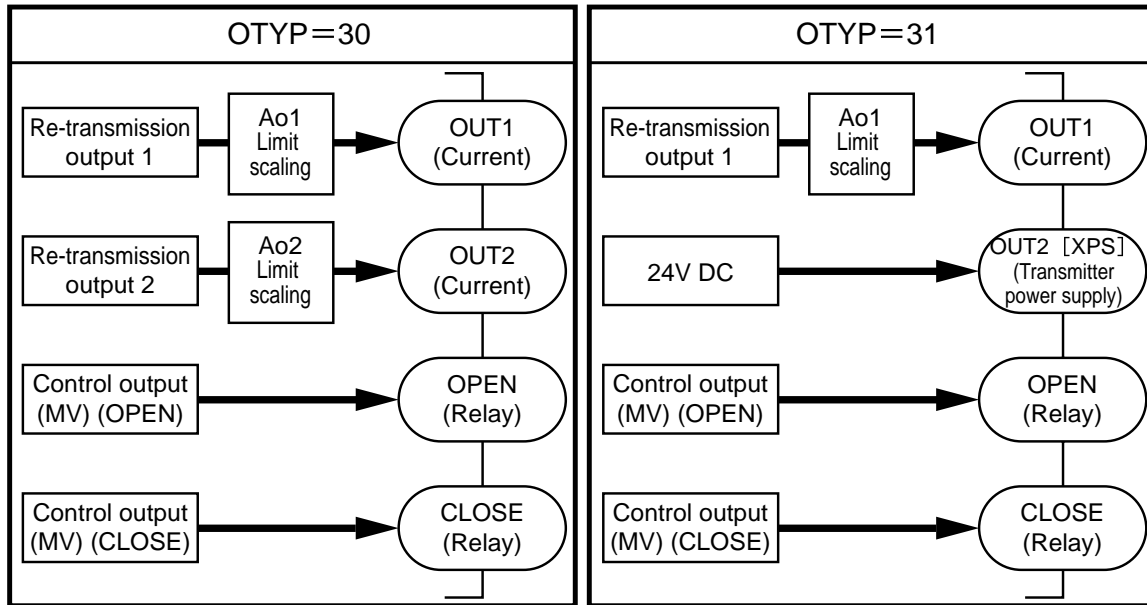 OTYP＝30
Re-transmission
output 1
Ao1
Limit
scaling
OUT1
(Current)
Re-transmission
output 2
Ao2
Limit
scaling
OUT2
(Current)
Control output
(MV) (OPEN)
OPEN
(Relay)
Control output
(MV) (CLOSE)
CLOSE
(Relay)
OTYP＝31
Re-transmission
output 1
Ao1
Limit
scaling
OUT1
(Current)
24V DC
OUT2［XPS］
(Transmitter
power supply)
Control output
(MV) (OPEN)
OPEN
(Relay)
Control output
(MV) (CLOSE)
CLOSE
(Relay)